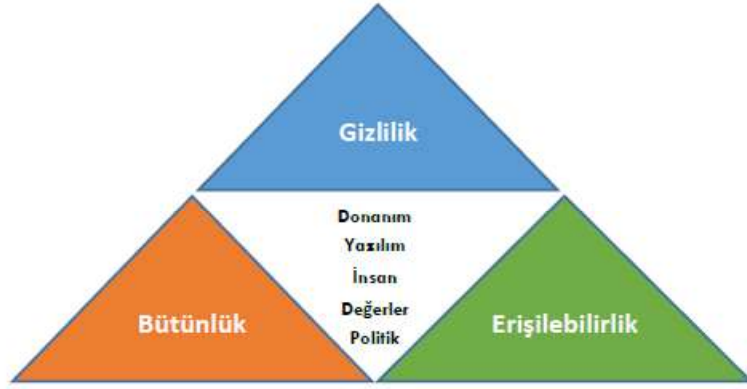 Gizlilik
Donanım
Yazılım
İnsan
Değerler
Politik
Bütünlük
Erişilebilirlik